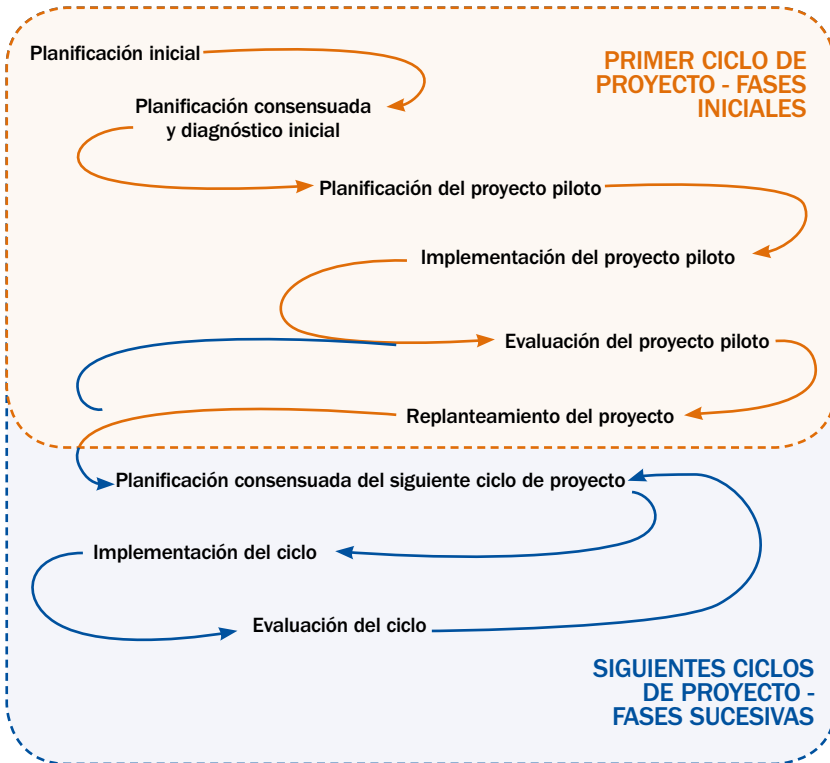 Planificación inicial
PRIMER CICLO DE
PROYECTO - FASES
INICIALES
Planificación consensuada
y diagnóstico inicial
Planificación del proyecto piloto
Implementación del proyecto piloto
Evaluación del proyecto piloto
Replanteamiento del proyecto
Planificación consensuada del siguiente ciclo de proyecto
Implementación del ciclo
Evaluación del ciclo
SIGUIENTES CICLOS
DE PROYECTO -
FASES SUCESIVAS